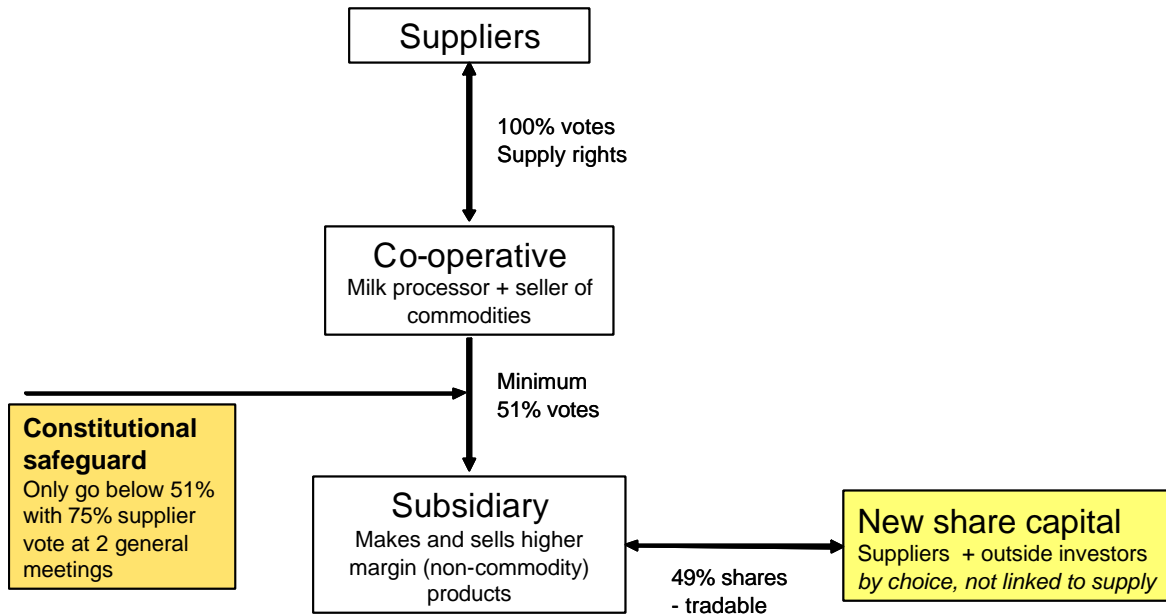 Suppliers
100% votes
Supply rights
Co-operative
Milk processor + seller of
commodities
Minimum
51% votes
Constitutional
safeguard
Only go below 51%
with 75% supplier
vote at 2 general
meetings
Subsidiary
Makes and sells higher
margin (non-commodity)
products
49% shares
- tradable
New share capital
Suppliers + outside investors
by choice, not linked to supply